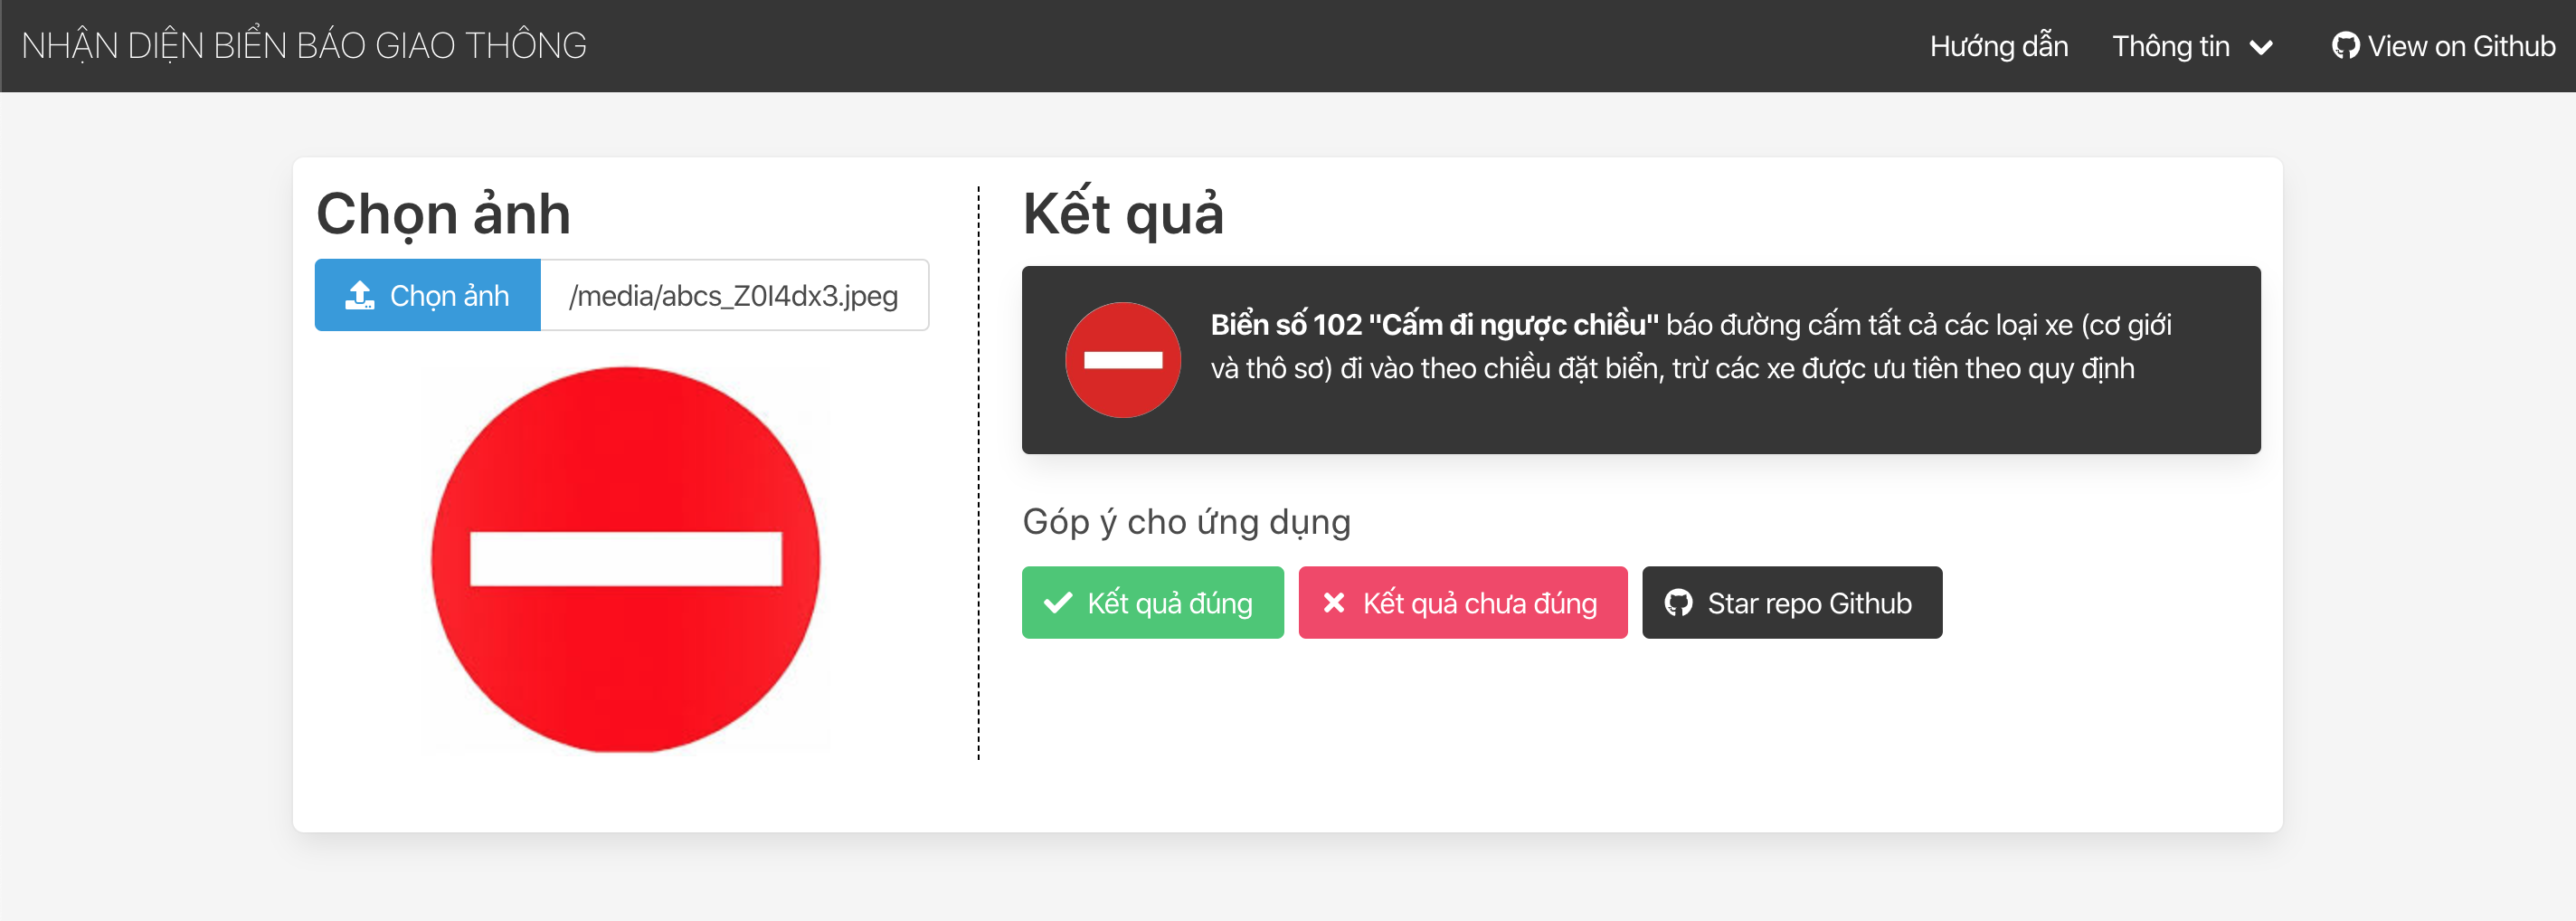 NHẬN DIỆN BIỂN BÁO GIAO THÔNG
Hướng dẫn
Thông tin
View on Github
Chọn ảnh
Chọn ảnh
/media/abcs_Z0I4dx3.jpeg
Kết quả
Biển số 102 "Cấm đi ngược chiều" báo đường cấm tất cả các loại xe (cơ giới
và thô sơ) đi vào theo chiều đặt biển, trừ các xe được ưu tiên theo quy định
Góp ý cho ứng dụng
Kết quả đúng
Kết quả chưa đúng
Star repo Github